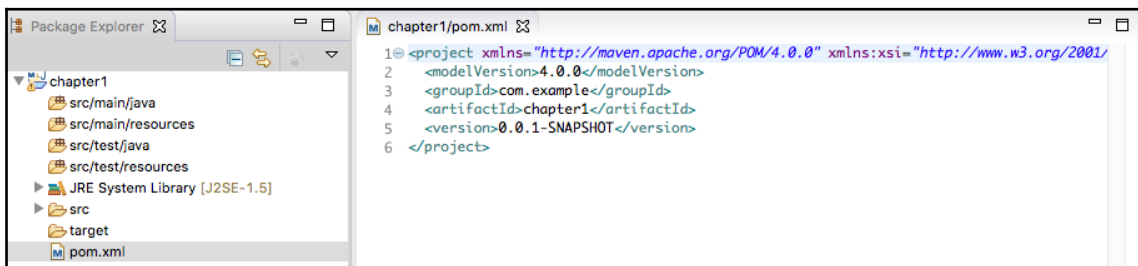 Package Explorer
chapter1
src/main/java
src/main/resources
src/test/java
src/test/resources
JRE System Library [J2SE-1.5]
src
target
pom.xml
chapter1/pom.xml
1 <project xmlns="http://maven.apache.org/POM/4.0.0" xmlns:xsi="http://www.w3.org/2001/
2 <modelVersion>4.0.0</modelVersion>
3 <groupId>com.example</groupId>
4 <artifactId>chapter1</artifactId>
5 <version>0.0.1-SNAPSHOT</version>
6 </project>